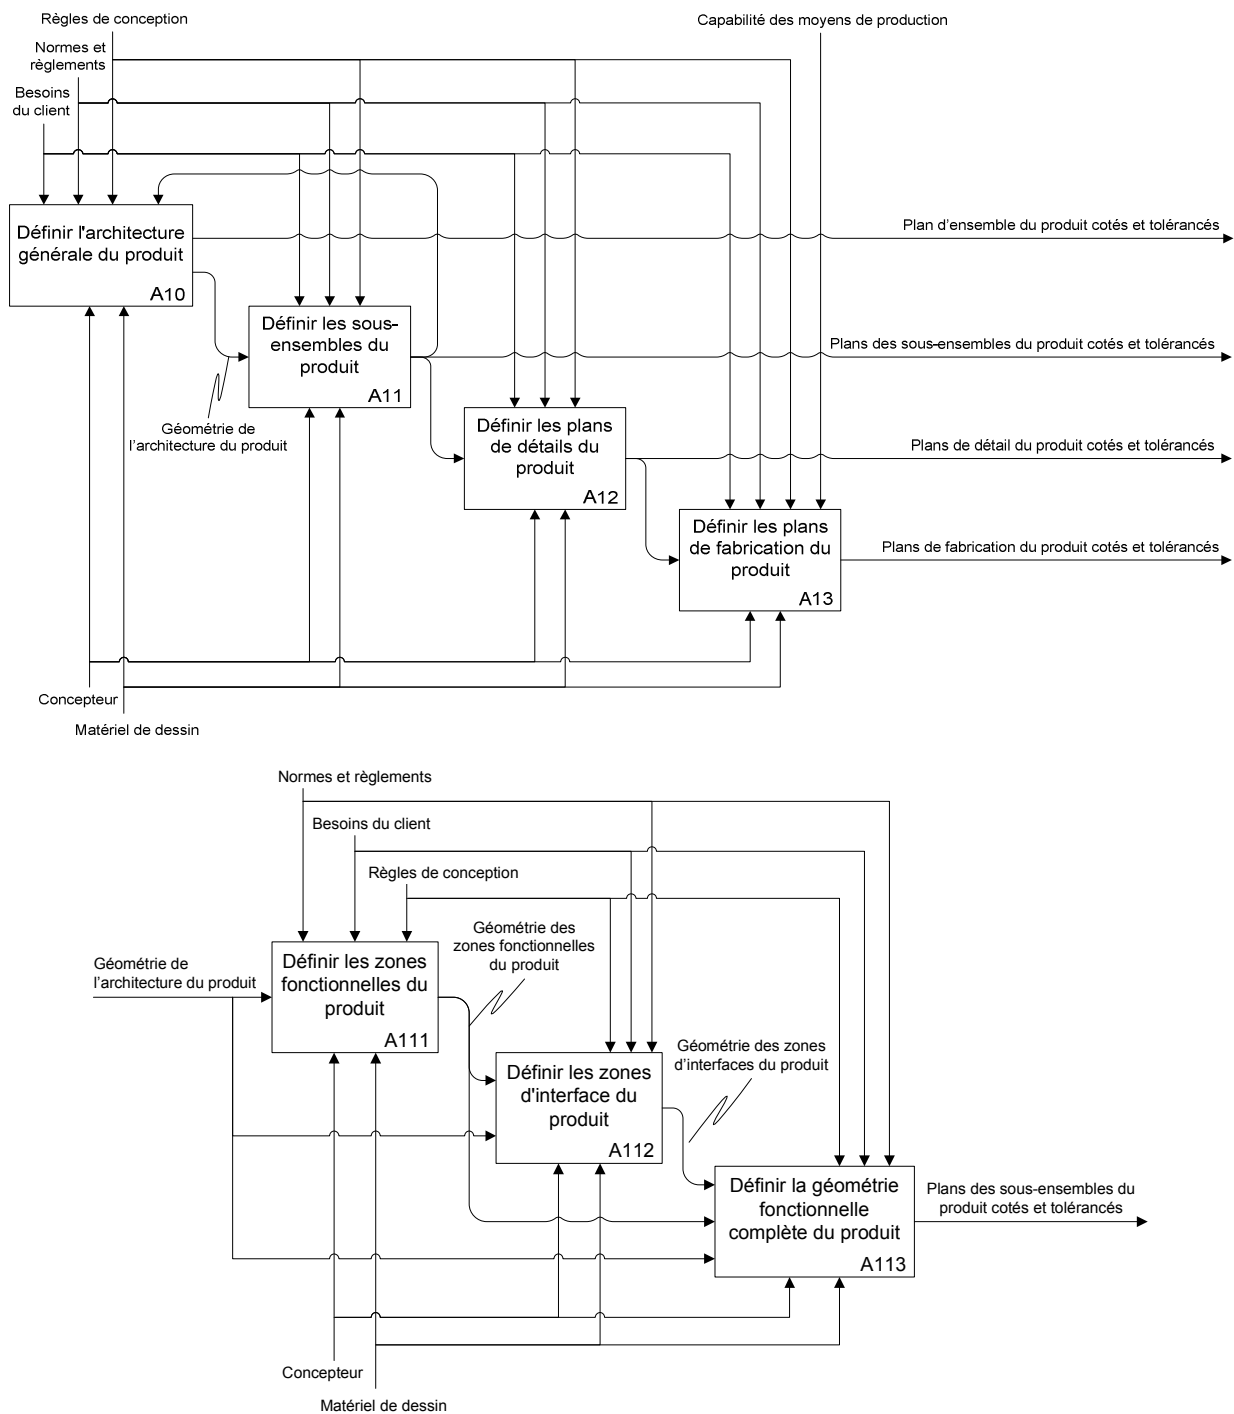 Règles de conception
Capabilité des moyens de production
Normes et
règlements
Besoins
du client
Définir l'architecture
générale du produit
A10
Plan d'ensemble du produit cotés et tolérancés
Définir les sous-
ensembles du
produit
A11
Plans des sous-ensembles du produit cotés et tolérancés
Géométrie de
l'architecture du produit
Définir les plans
de détails du
produit
A12
Plans de détail du produit cotés et tolérancés
Définir les plans
de fabrication du
produit
A13
Plans de fabrication du produit cotés et tolérancés
Concepteur
Matériel de dessin
Normes et règlements
Besoins du client
Règles de conception
Géométrie des
zones fonctionnelles
du produit
Géométrie de
l'architecture du produit
Définir les zones
fonctionnelles du
produit
A111
Géométrie des zones
d'interfaces du produit
Définir les zones
d'interface du
produit
A112
Définir la géométrie
fonctionnelle
complète du produit
A113
Plans des sous-ensembles du
produit cotés et tolérancés
Concepteur
Matériel de dessin